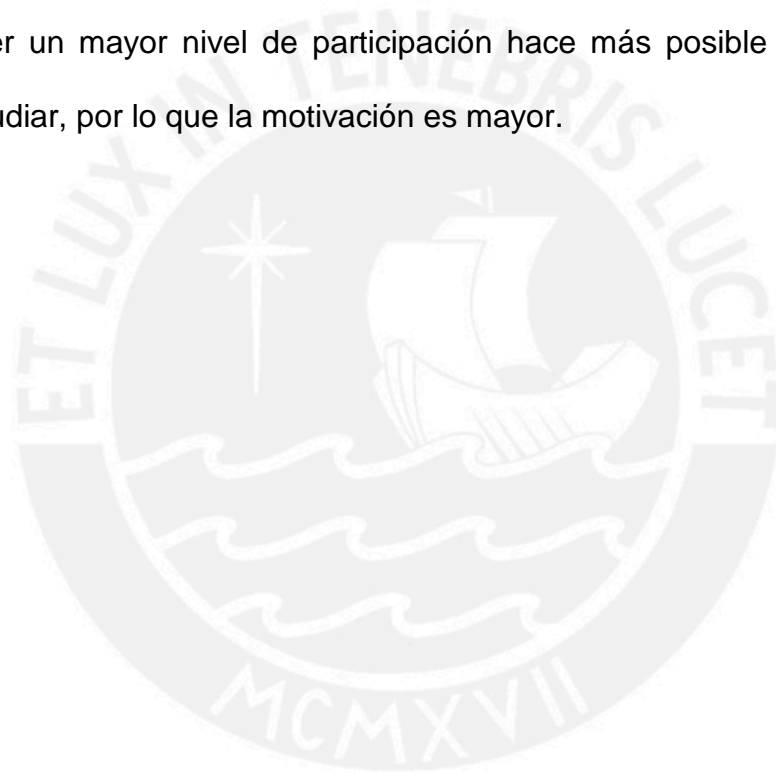 er un mayor nivel de participación hace más posible
udiar, por lo que la motivación es mayor.
ET LUX IN TENEBRIS LUCET
MCMXVII